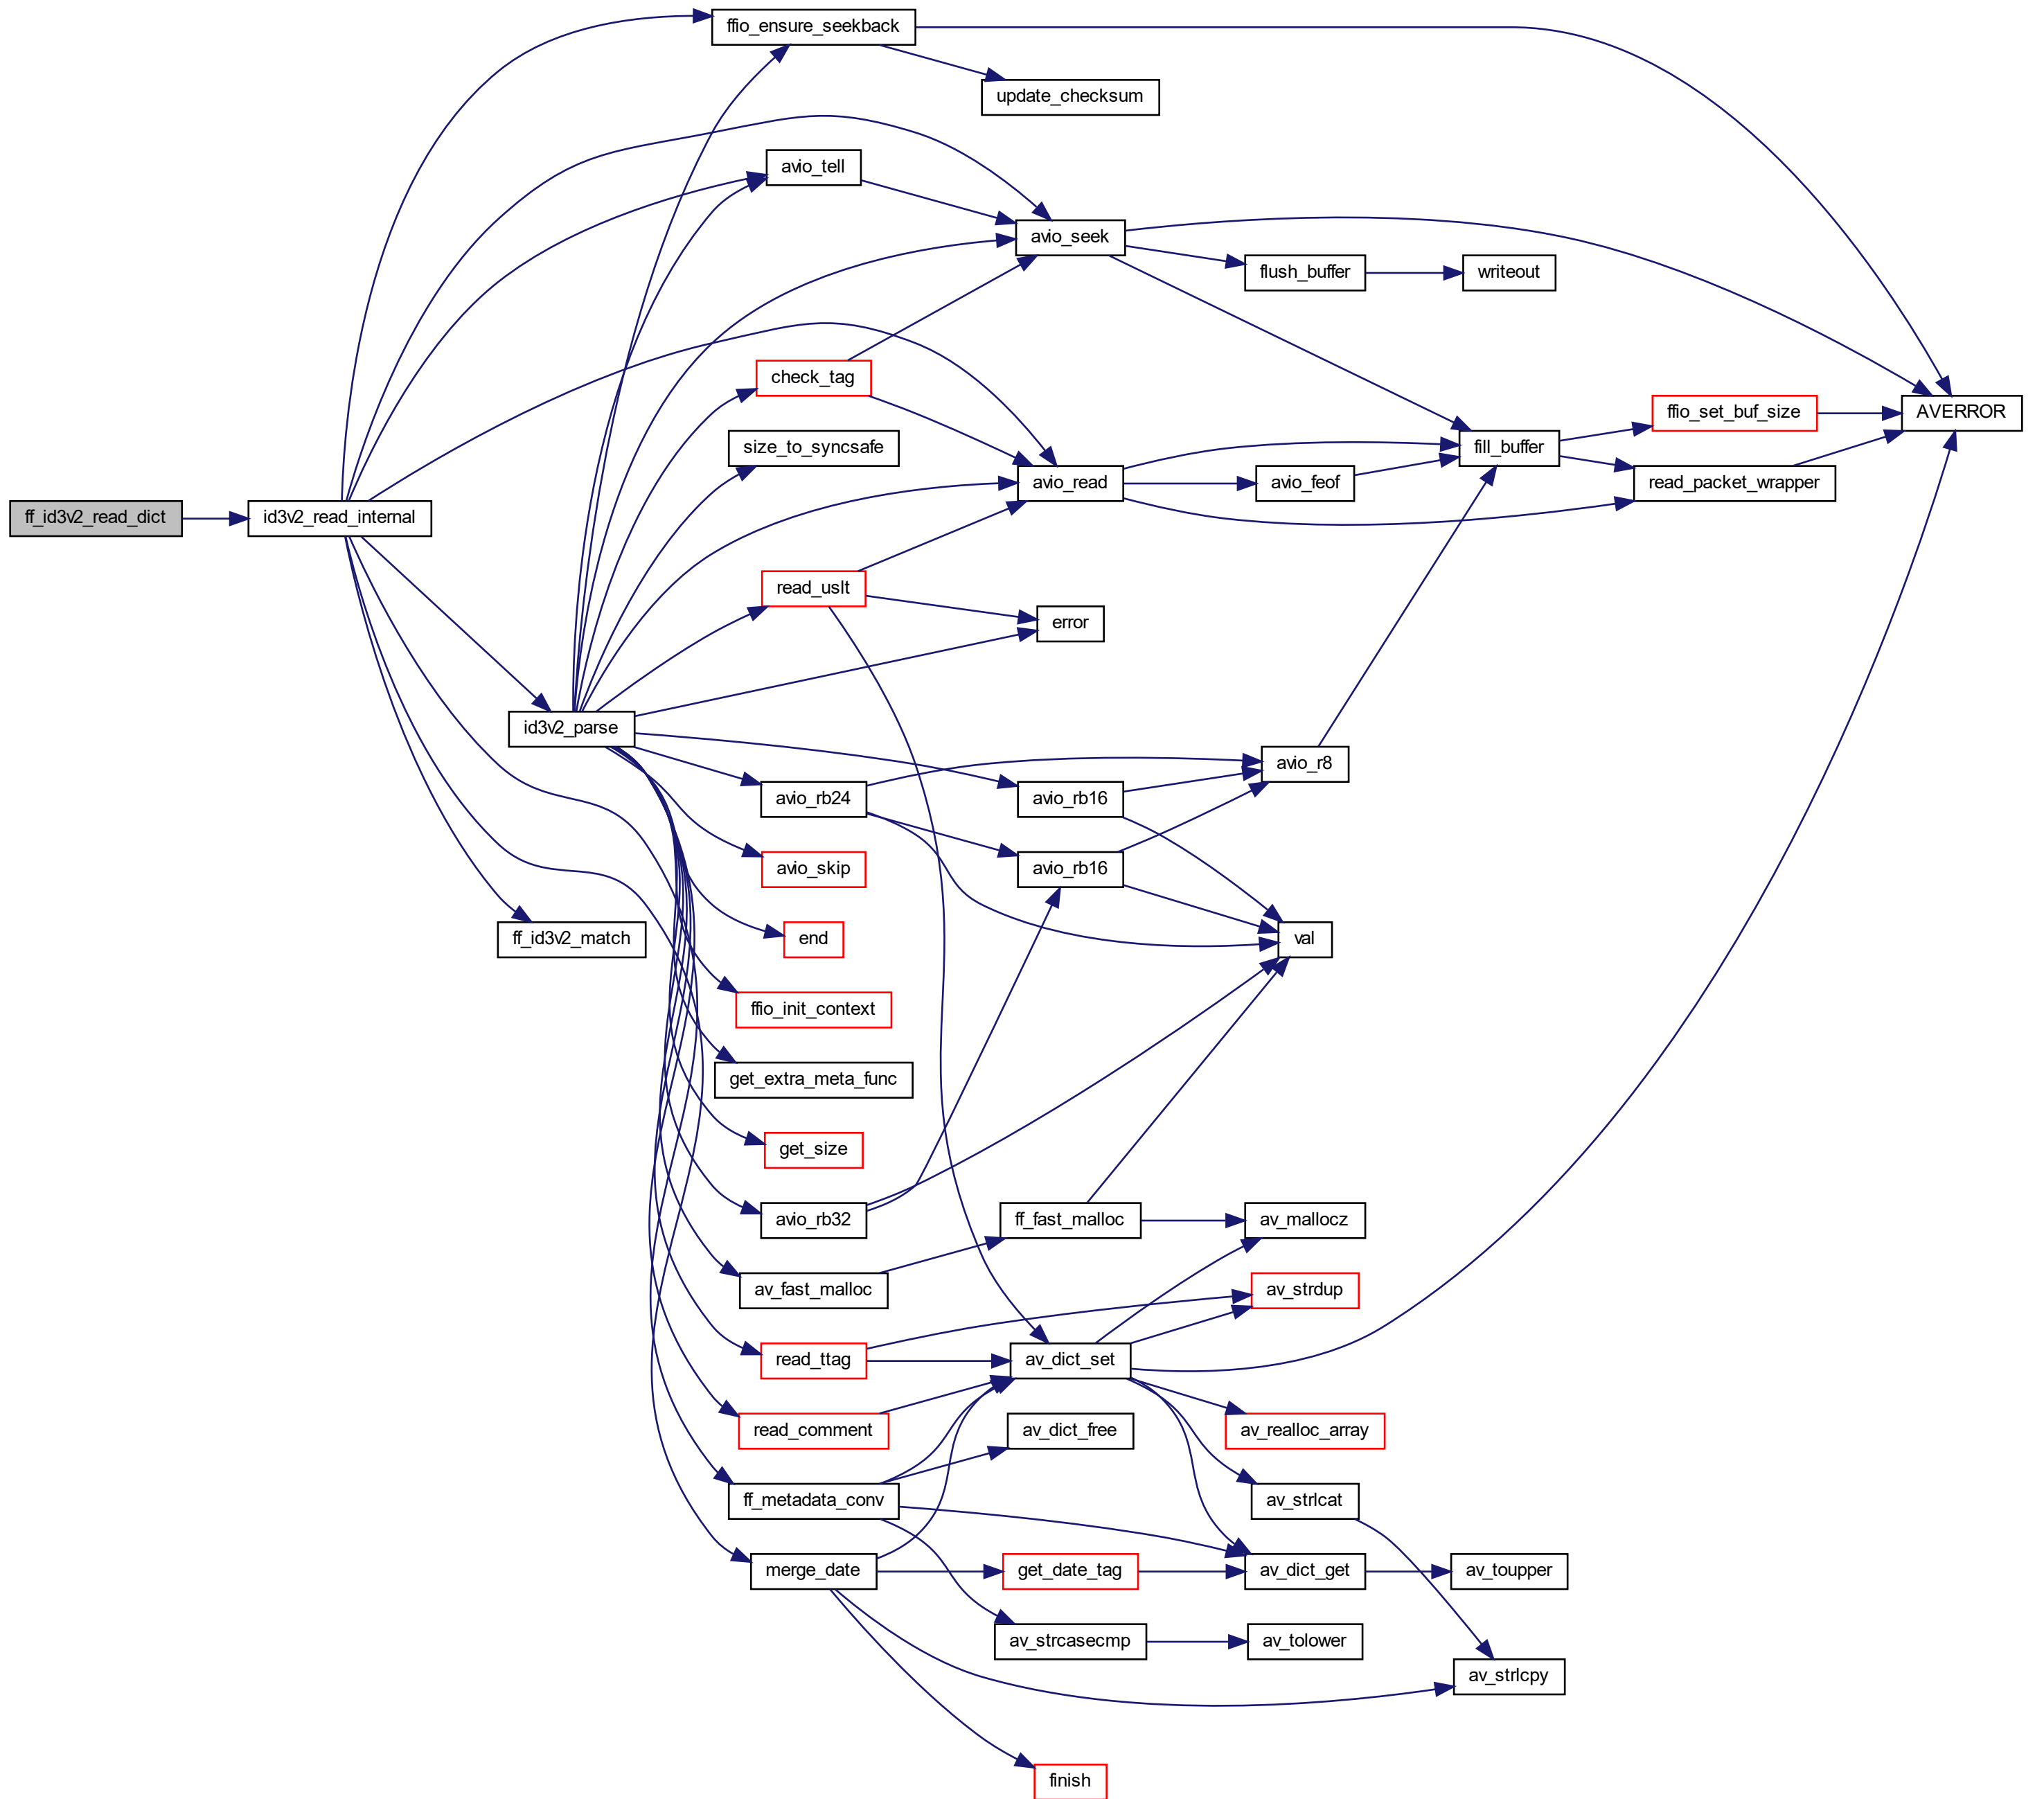 ff_id3v2_read_dict
id3v2_read_internal
ffio_ensure_seekback
update_checksum
avio_tell
avio_seek
flush_buffer
writeout
check_tag
ffio_set_buf_size
AVERROR
size_to_syncsafe
fill_buffer
avio_read
avio_feof
read_packet_wrapper
read_uslt
error
id3v2_parse
avio_r8
avio_rb24
avio_rb16
avio_skip
avio_rb16
ff_id3v2_match
end
val
ffio_init_context
get_extra_meta_func
get_size
avio_rb32
ff_fast_malloc
av_mallocz
av_fast_malloc
av_strdup
read_ttag
av_dict_set
read_comment
av_dict_free
av_realloc_array
ff_metadata_conv
av_strlcat
merge_date
get_date_tag
av_dict_get
av_toupper
av_strcasecmp
av_tolower
av_strlcpy
finish